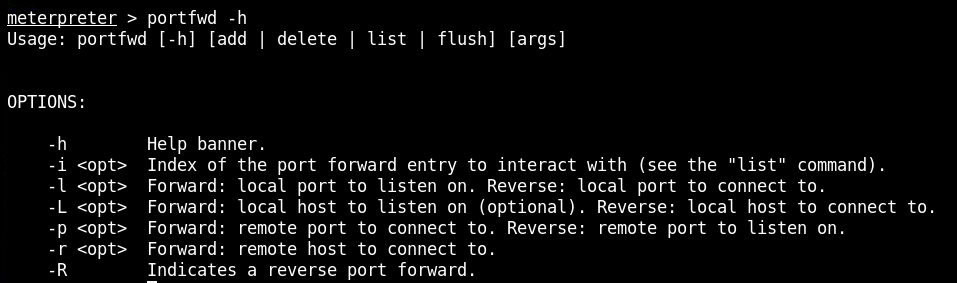 meterpreter > portfwd -h
Usage: portfwd [-h] [add | delete | list | flush] [args]
OPTIONS:
-h Help banner.
-i <opt> Index of the port forward entry to interact with (see the "list" command).
-l <opt> Forward: local port to listen on. Reverse: local port to connect to.
-L <opt> Forward: local host to listen on (optional). Reverse: local host to connect to.
-p <opt> Forward: remote port to connect to. Reverse: remote port to listen on.
-r <opt> Forward: remote host to connect to.
-R Indicates a reverse port forward.